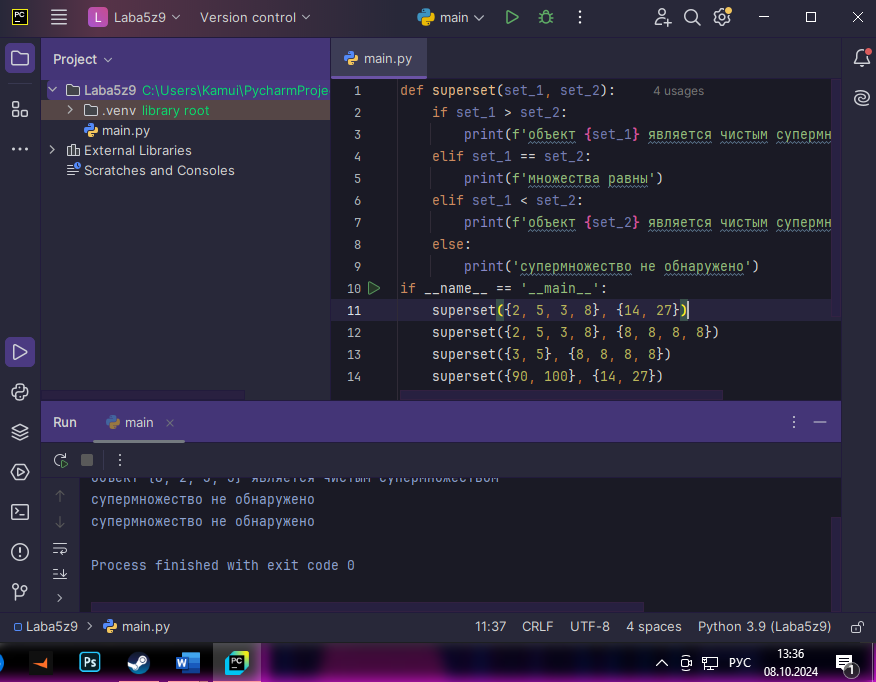 PC
L Laba5z9 Version control main
Project main.py
Laba5z9 C:\Users\Kamui\PycharmProje
.venv library root
main.py
External Libraries
Scratches and Consoles
1 def superset(set_1, set_2): 4 usages
2 if set_1 > set_2:
3 print(f'объект {set_1} является чистым супермн
4 elif set_1 == set_2:
5 print(f'множества равны')
6 elif set_1 < set_2:
7 print(f'объект {set_2} является чистым супермн
8 else:
9 print('супермножество не обнаружено')
10 if __name__ == '__main__':
11 superset({2, 5, 3, 8}, {14, 27})
12 superset({2, 5, 3, 8}, {8, 8, 8, 8})
13 superset({3, 5}, {8, 8, 8, 8})
14 superset({90, 100}, {14, 27})
Run main
является чистым супермножеством
супермножество не обнаружено
супермножество не обнаружено
Process finished with exit code 0
Laba5z9 > main.py 11:37 CRLF UTF-8 4 spaces Python 3.9 (Laba5z9)
Ps W PC РУС 13:36
08.10.2024 1